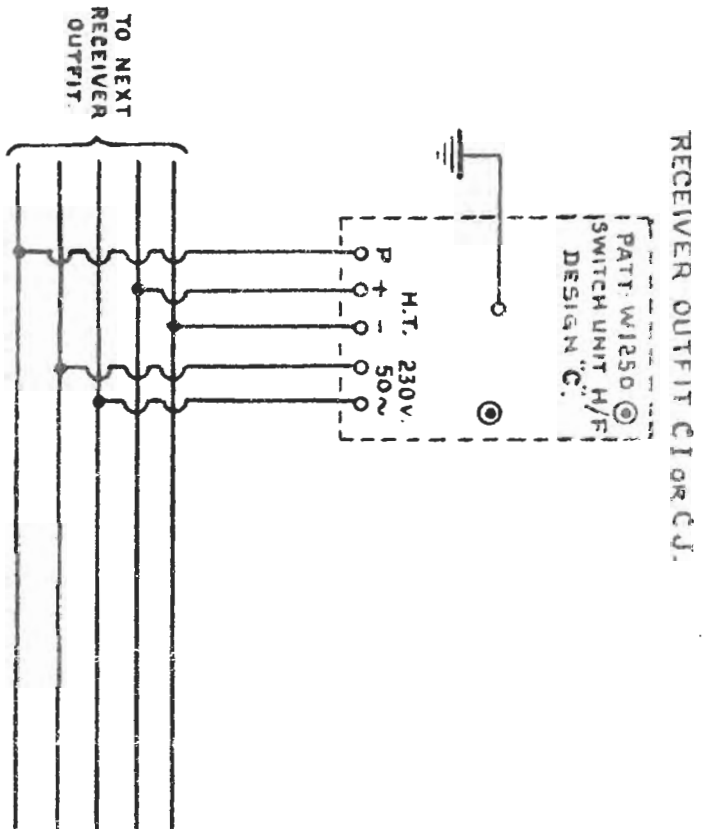 RECEIVER OUTFIT CI OR CJ.
PATT. W1250
SWITCH UNIT H/F
DESIGN "C".
H.T. 230V.
P + - 50~
TO NEXT
RECEIVER
OUTFIT.